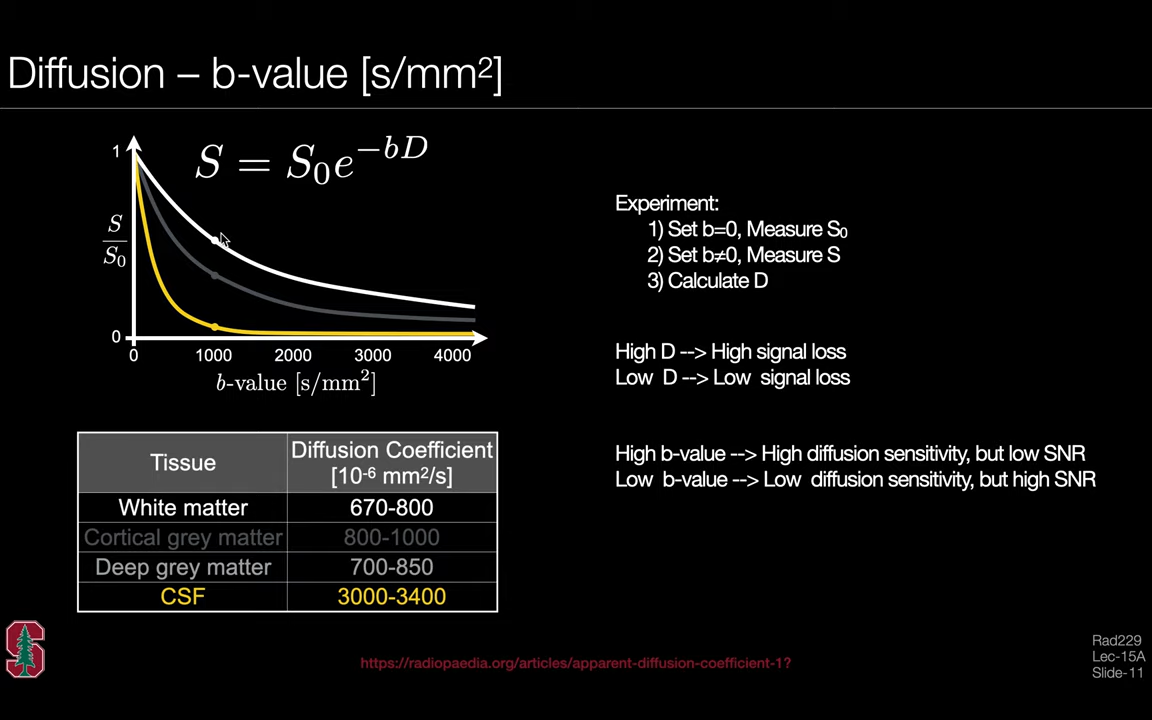 Diffusion – b-value [s/mm²]
S = S₀e^{-bD}
1
S
S₀
0
0 1000 2000 3000 4000
b-value [s/mm²]
Experiment:
1) Set b=0, Measure S₀
2) Set b≠0, Measure S
3) Calculate D
High D --> High signal loss
Low D --> Low signal loss
High b-value --> High diffusion sensitivity, but low SNR
Low b-value --> Low diffusion sensitivity, but high SNR
Tissue Diffusion Coefficient
[10⁻⁶ mm²/s]
White matter 670-800
Cortical grey matter 800-1000
Deep grey matter 700-850
CSF 3000-3400
S
https://radiopaedia.org/articles/apparent-diffusion-coefficient-1?
Rad229
Lec-15A
Slide-11